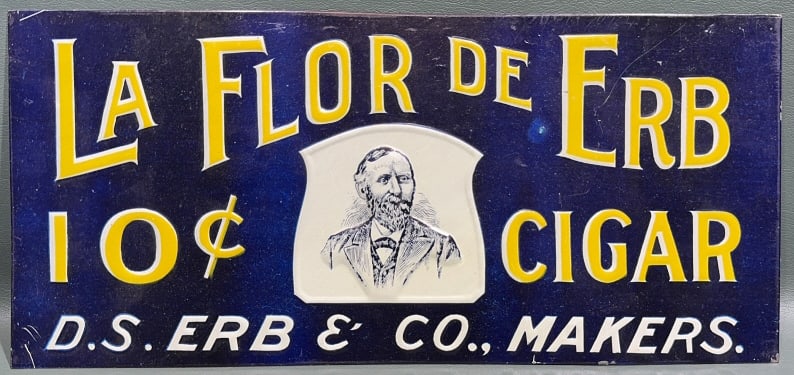 LA FLOR DE ERB
10¢ CIGAR
D.S. ERB & CO., MAKERS.